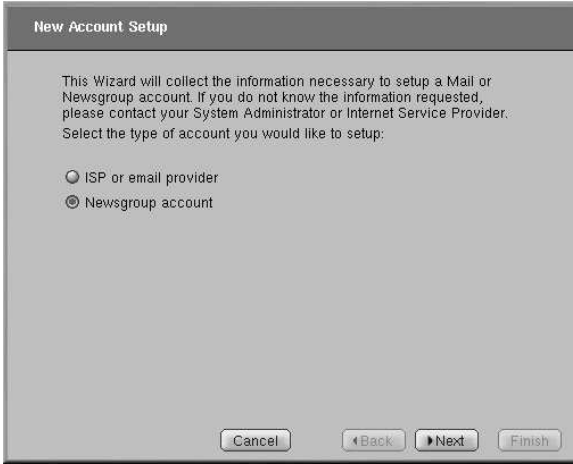 New Account Setup
This Wizard will collect the information necessary to setup a Mail or
Newsgroup account. If you do not know the information requested,
please contact your System Administrator or Internet Service Provider.
Select the type of account you would like to setup:
ISP or email provider
Newsgroup account
Cancel Back Next Finish